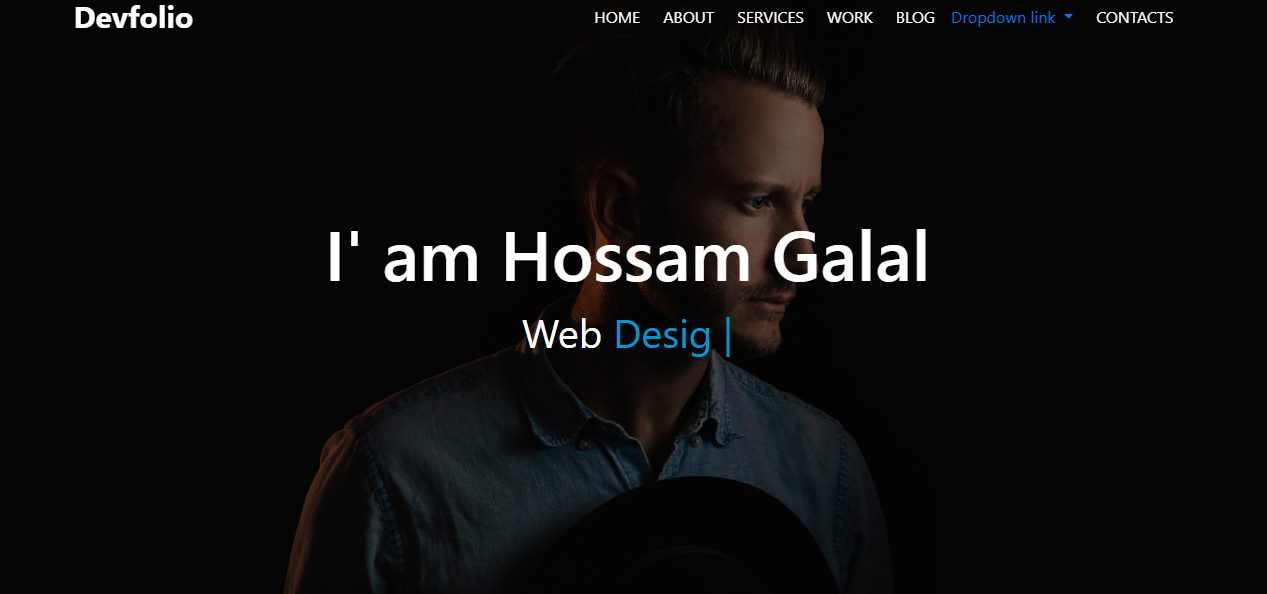 Devfolio HOME ABOUT SERVICES WORK BLOG Dropdown link CONTACTS
I' am Hossam Galal
Web Desig |